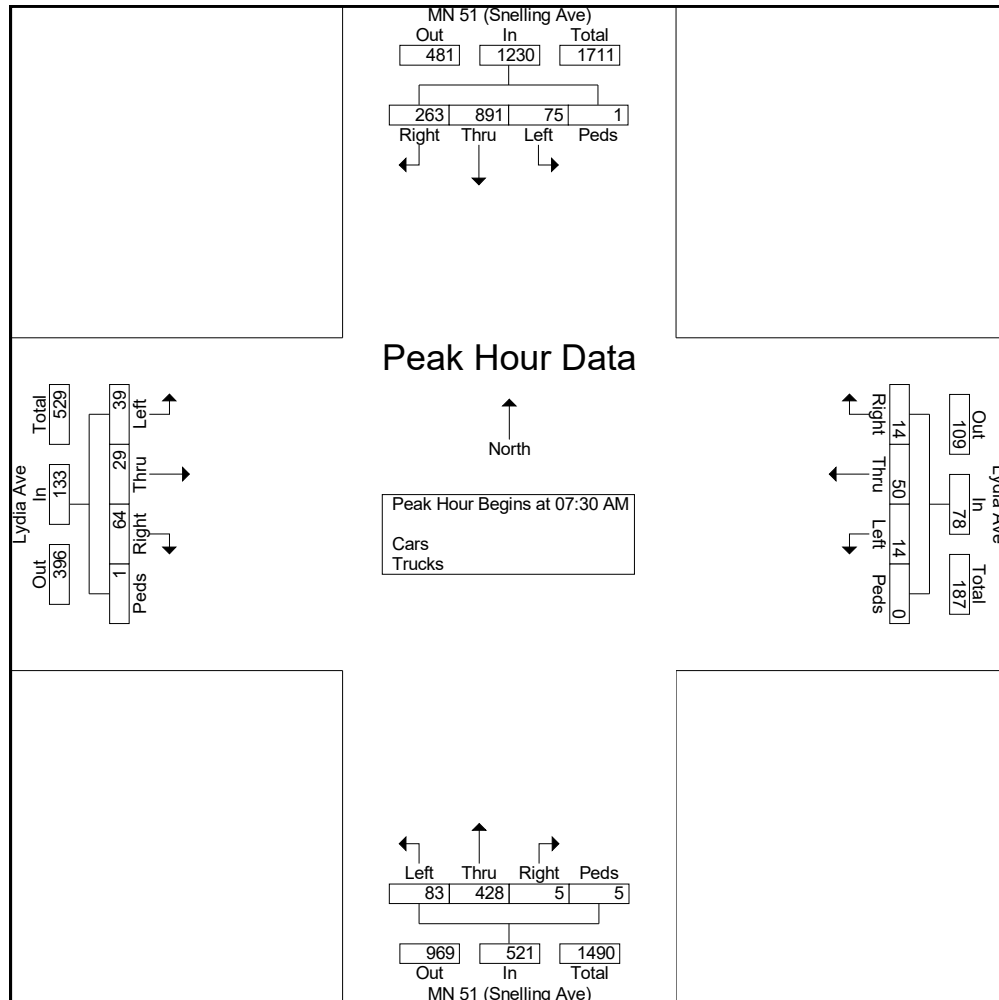 MN 51 (Snelling Ave)
Out In Total
481 1230 1711
263 891 75 1
Right Thru Left Peds
Peak Hour Data
North
Peak Hour Begins at 07:30 AM
Cars
Trucks
Lydia Ave
Total In Out
529 133 396
39 29 64 1
Left Thru Right Peds
Right Thru Left Peds
14 50 14 0
Out In Total
109 78 187
Lydia Ave
Left Thru Right Peds
83 428 5 5
969 521 1490
Out In Total
MN 51 (Snelling Ave)